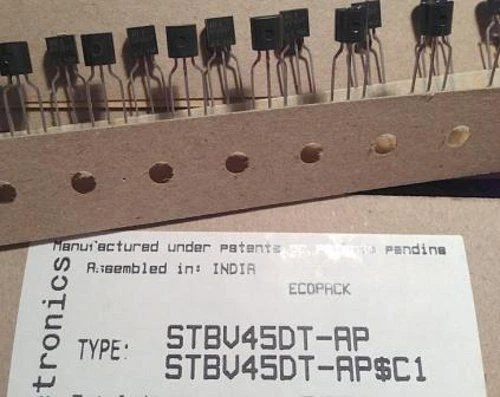 Manufactured under patents or patents pending
Assembled in: INDIA
ECOPACK
tronics
TYPE: STBV45DT-AP
STBV45DT-AP$C1